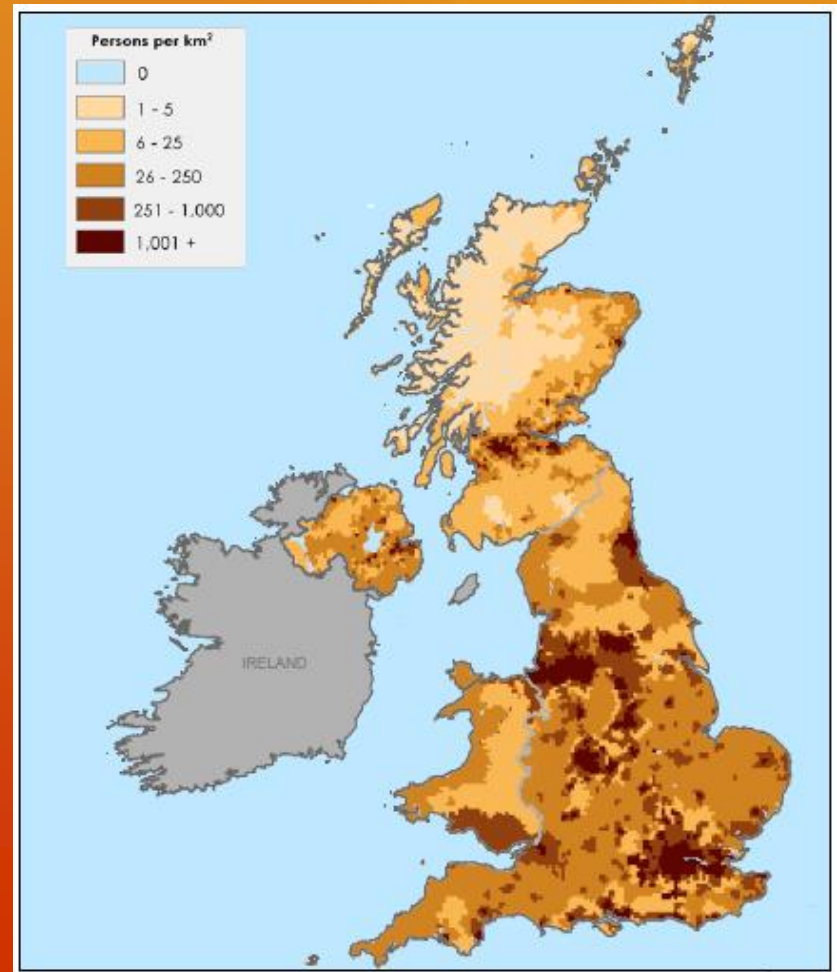 Persons per km²
0
1 - 5
6 - 25
26 - 250
251 - 1.000
1,001 +
IRELAND